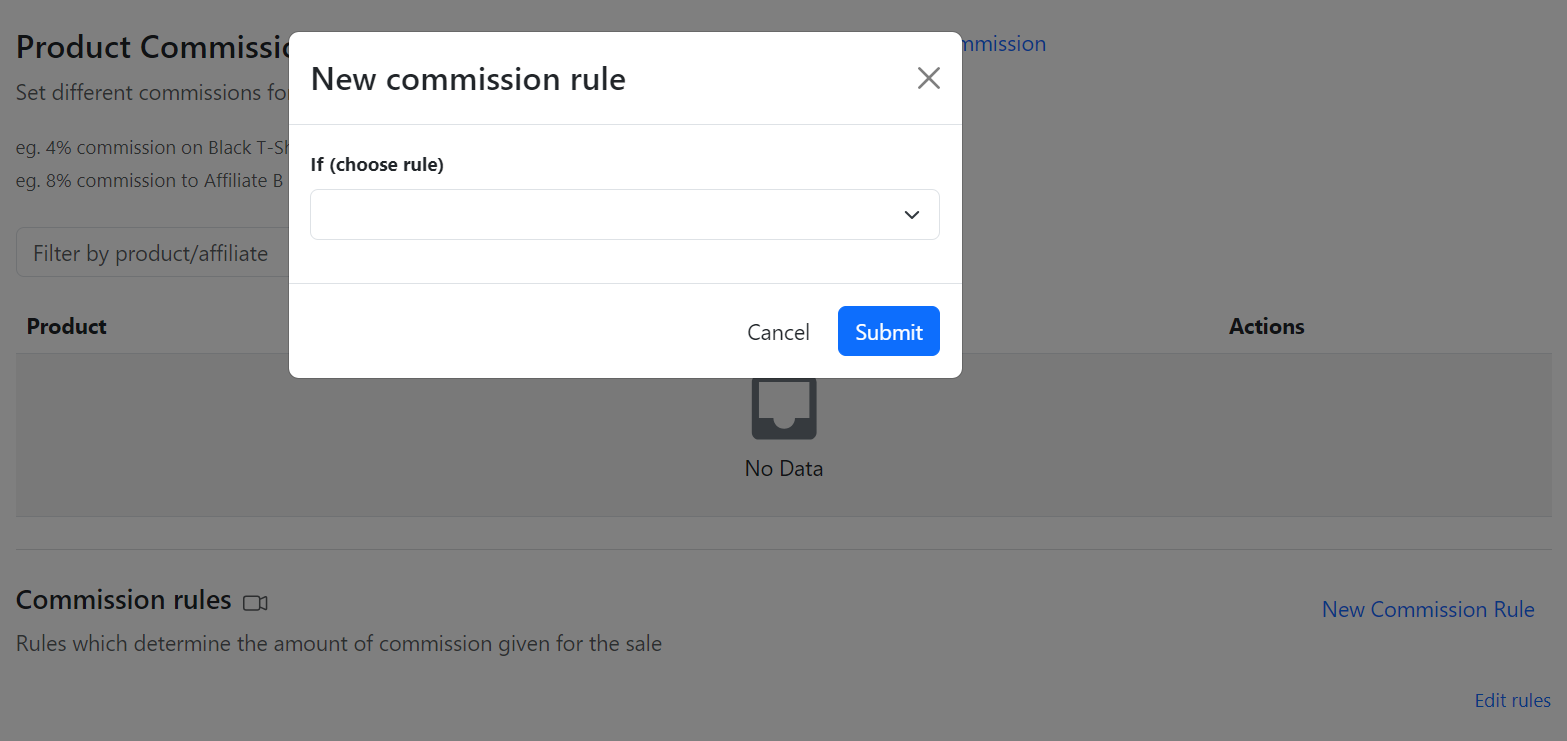 Product Commissio
mmission
Set different commissions for
eg. 4% commission on Black T-Sh
eg. 8% commission to Affiliate B
New commission rule
If (choose rule)
Cancel
Submit
Filter by product/affiliate
Product
Actions
No Data
Commission rules
New Commission Rule
Rules which determine the amount of commission given for the sale
Edit rules